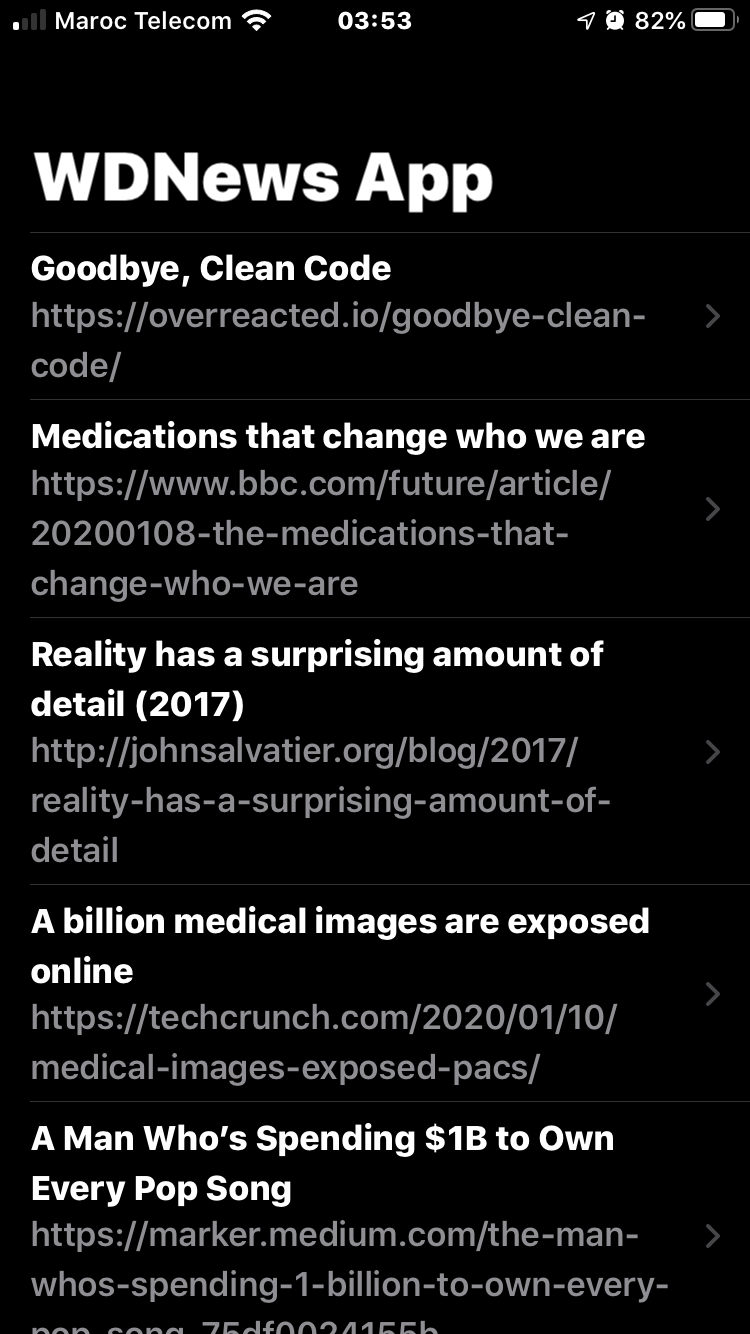 Maroc Telecom 03:53 82%
WDNews App
Goodbye, Clean Code
https://overreacted.io/goodbye-clean-
code/
Medications that change who we are
https://www.bbc.com/future/article/
20200108-the-medications-that-
change-who-we-are
Reality has a surprising amount of
detail (2017)
http://johnsalvatier.org/blog/2017/
reality-has-a-surprising-amount-of-
detail
A billion medical images are exposed
online
https://techcrunch.com/2020/01/10/
medical-images-exposed-pacs/
A Man Who’s Spending $1B to Own
Every Pop Song
https://marker.medium.com/the-man-
whos-spending-1-billion-to-own-every-
pop-song-75df0024155b